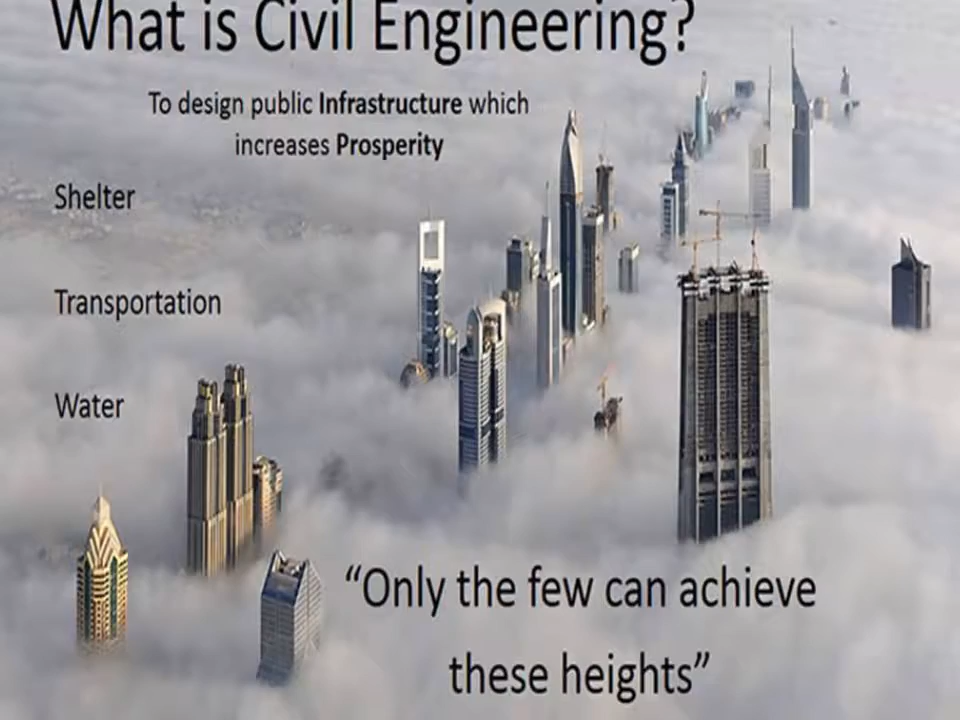 What is Civil Engineering?
To design public Infrastructure which
increases Prosperity
Shelter
Transportation
Water
“Only the few can achieve
these heights”